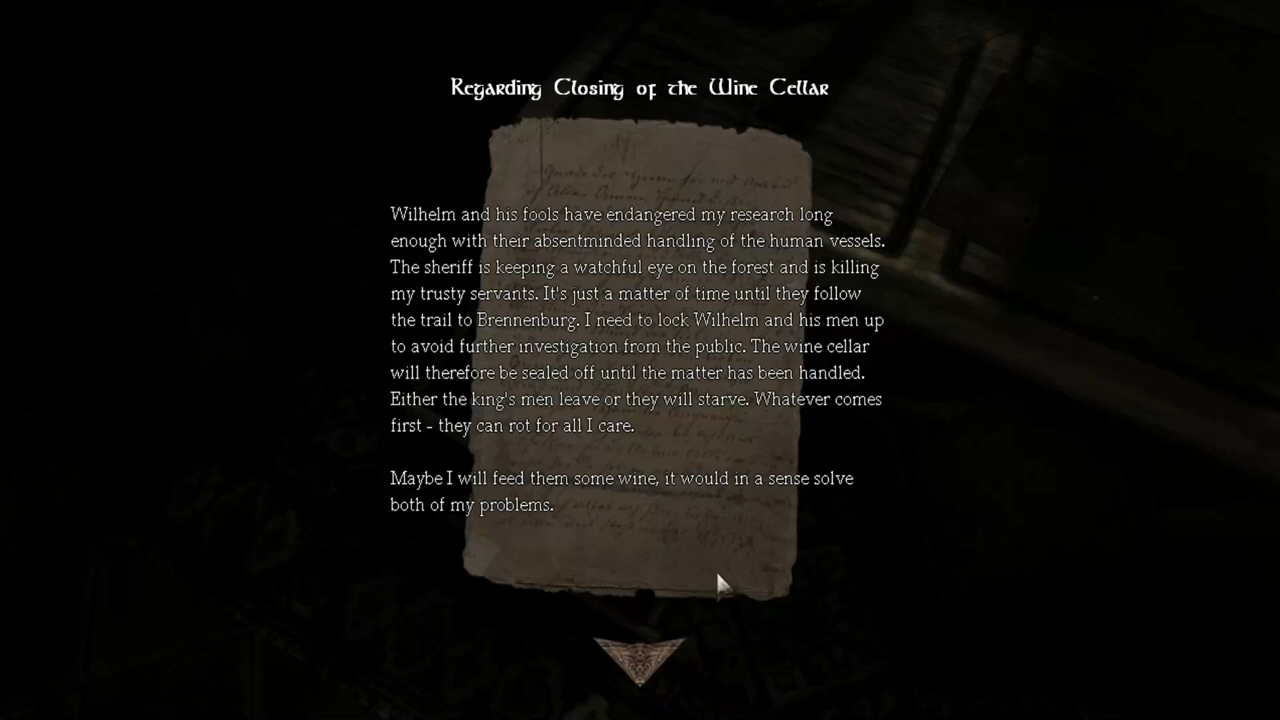 Regarding Closing of the Wine Cellar
Wilhelm and his fools have endangered my research long
enough with their absentminded handling of the human vessels.
The sheriff is keeping a watchful eye on the forest and is killing
my trusty servants. It's just a matter of time until they follow
the trail to Brennenburg. I need to lock Wilhelm and his men up
to avoid further investigation from the public. The wine cellar
will therefore be sealed off until the matter has been handled.
Either the king's men leave or they will starve. Whatever comes
first - they can rot for all I care.
Maybe I will feed them some wine, it would in a sense solve
both of my problems.